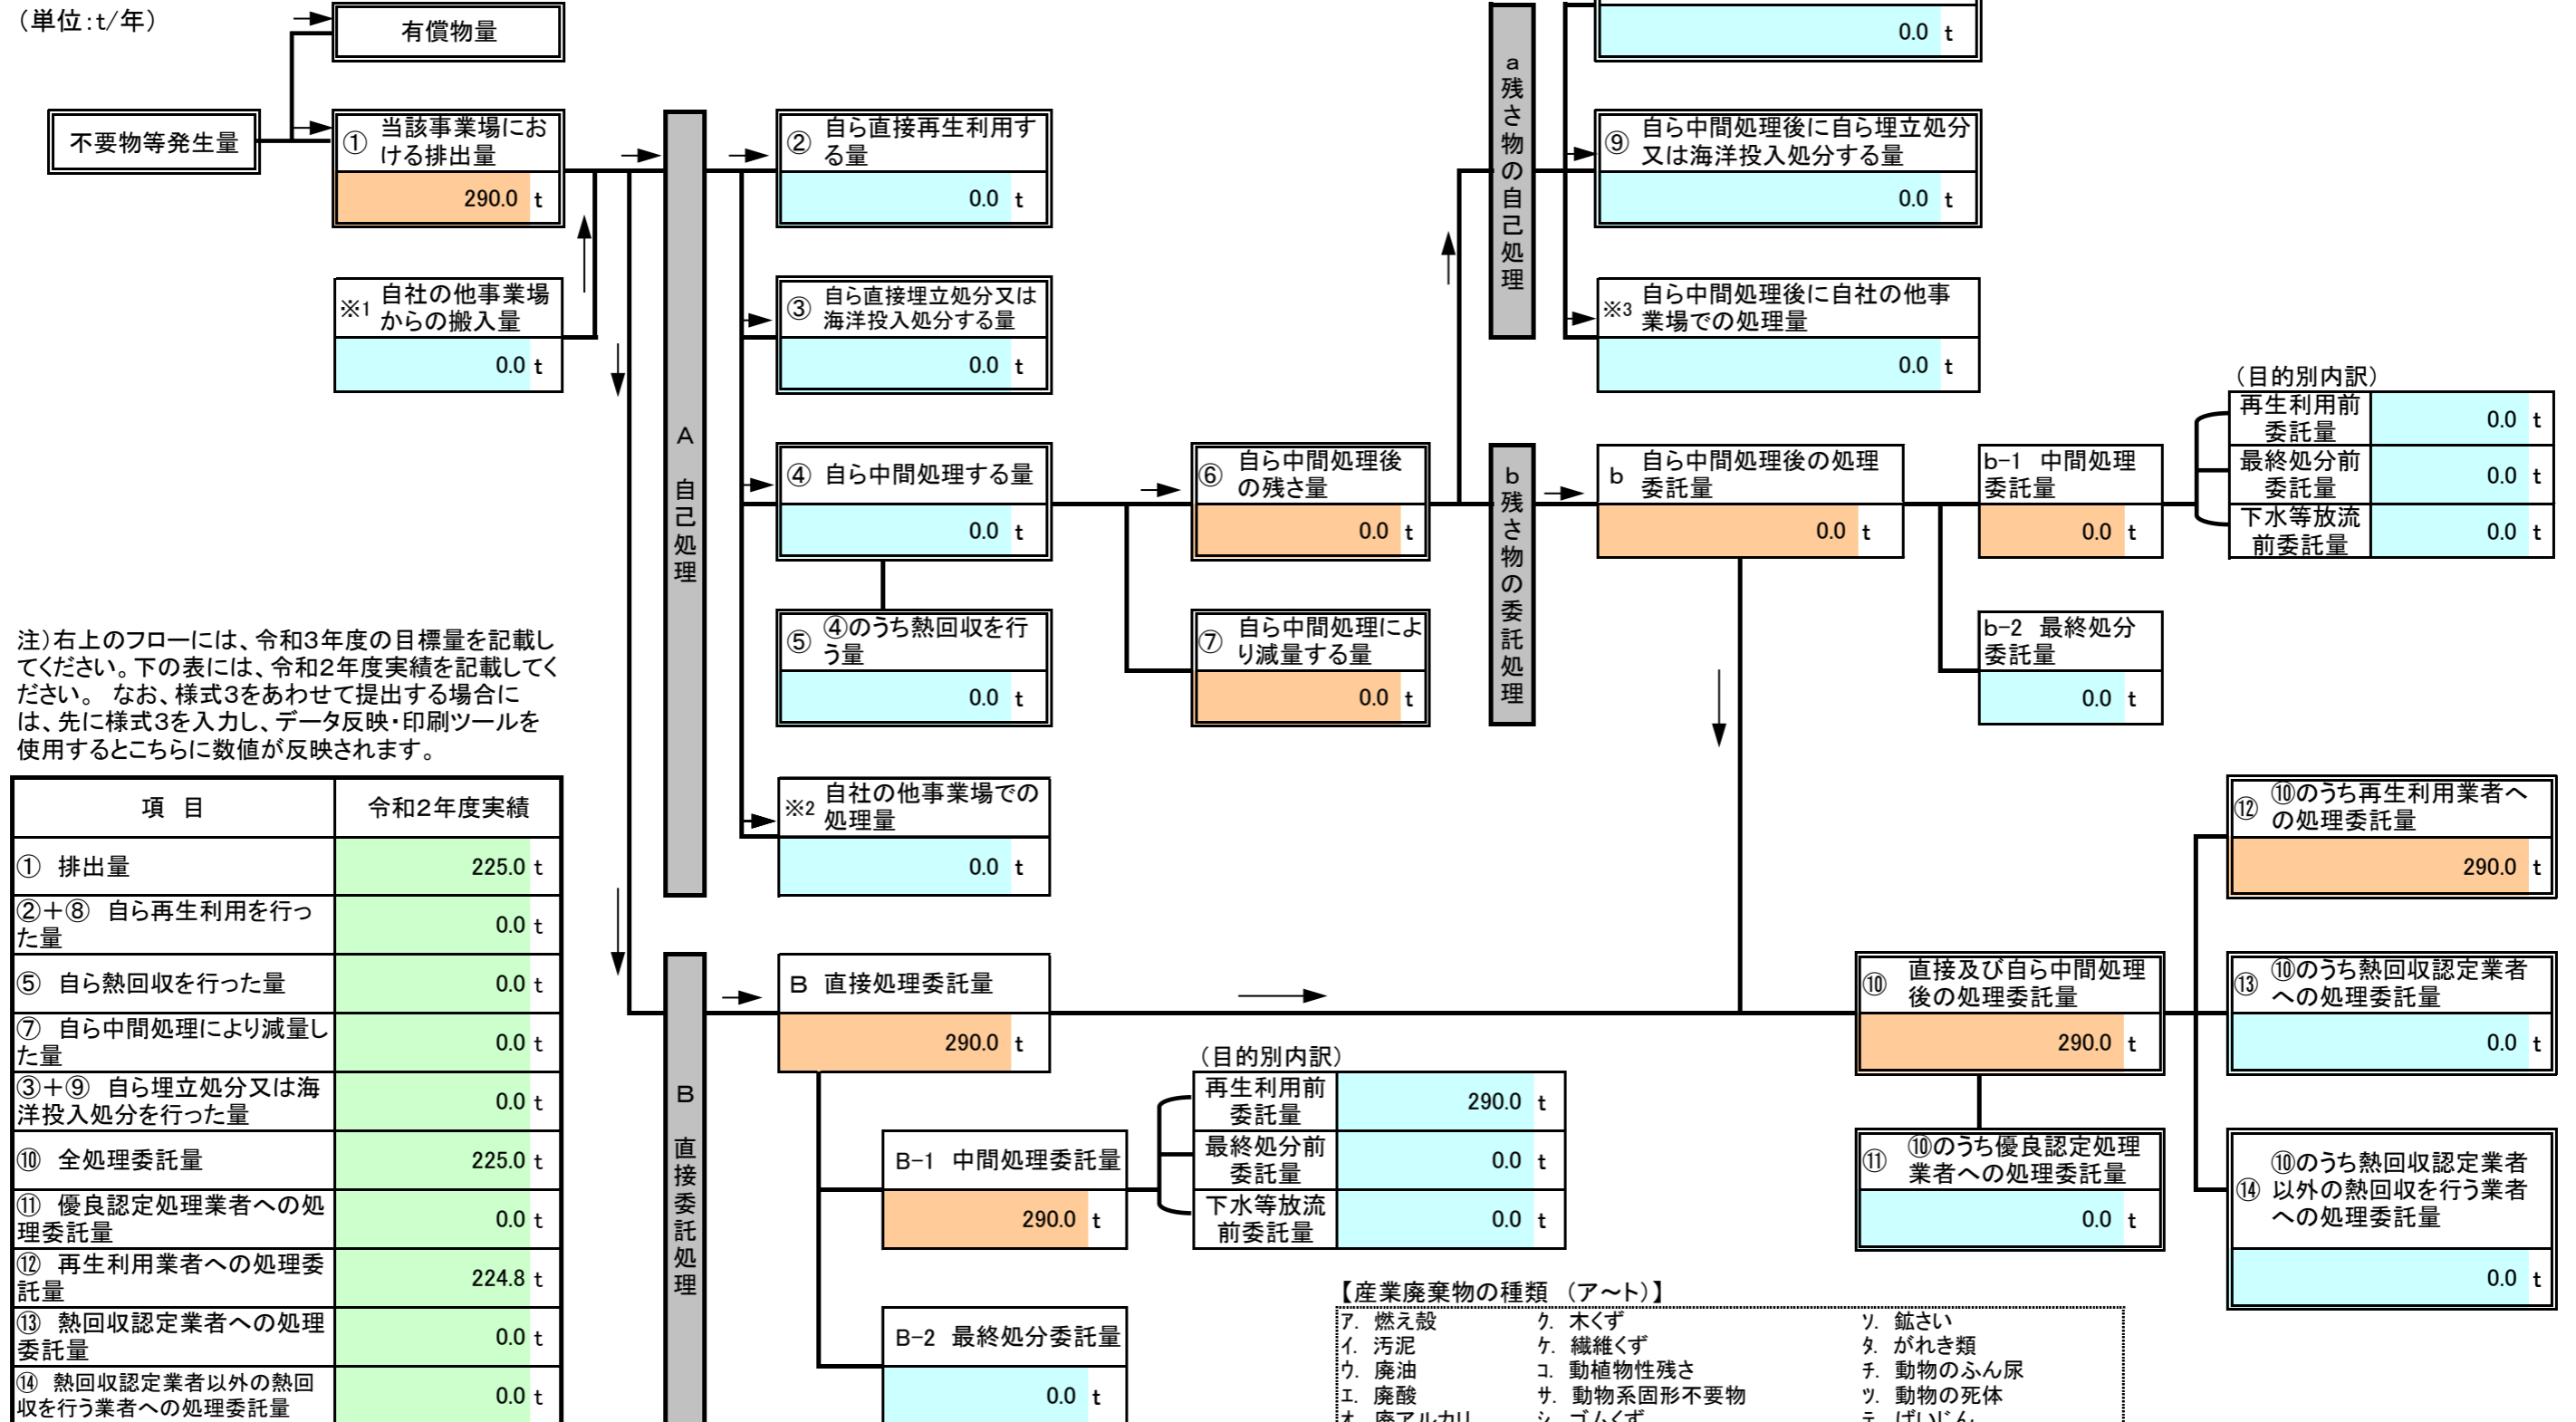 （単位：t/年）
有償物量
不要物等発生量
① 当該事業場にお
ける排出量
290.0 t
※1 自社の他事業場
からの搬入量
0.0 t
A 自己処理
② 自ら直接再生利用す
る量
0.0 t
③ 自ら直接埋立処分又は
海洋投入処分する量
0.0 t
④ 自ら中間処理する量
0.0 t
⑤ ④のうち熱回収を行
う量
0.0 t
※2 自社の他事業場での
処理量
0.0 t
⑥ 自ら中間処理後
の残さ量
0.0 t
⑦ 自ら中間処理によ
り減量する量
0.0 t
a 残さ物の自己処理
0.0 t
⑨ 自ら中間処理後に自ら埋立処分
又は海洋投入処分する量
0.0 t
※3 自ら中間処理後に自社の他事
業場での処理量
0.0 t
b 残さ物の委託処理
b 自ら中間処理後の処理
委託量
0.0 t
b-1 中間処理
委託量
0.0 t
（目的別内訳）
再生利用前
委託量
0.0 t
最終処分前
委託量
0.0 t
下水等放流
前委託量
0.0 t
b-2 最終処分
委託量
0.0 t
注）右上のフローには、令和３年度の目標量を記載し
てください。下の表には、令和２年度実績を記載してく
ださい。 なお、様式３をあわせて提出する場合に
は、先に様式３を入力し、データ反映・印刷ツールを
使用するとこちらに数値が反映されます。
項 目 令和２年度実績
① 排出量 225.0 t
②＋⑧ 自ら再生利用を行っ
た量 0.0 t
⑤ 自ら熱回収を行った量 0.0 t
⑦ 自ら中間処理により減量し
た量 0.0 t
③＋⑨ 自ら埋立処分又は海
洋投入処分を行った量 0.0 t
⑩ 全処理委託量 225.0 t
⑪ 優良認定処理業者への処
理委託量 0.0 t
⑫ 再生利用業者への処理委
託量 224.8 t
⑬ 熱回収認定業者への処理
委託量 0.0 t
⑭ 熱回収認定業者以外の熱回
収を行う業者への処理委託量 0.0 t
B 直接委託処理
B 直接処理委託量
290.0 t
B-1 中間処理委託量
290.0 t
（目的別内訳）
再生利用前
委託量
290.0 t
最終処分前
委託量
0.0 t
下水等放流
前委託量
0.0 t
B-2 最終処分委託量
0.0 t
⑩ 直接及び自ら中間処理
後の処理委託量
290.0 t
⑪ ⑩のうち優良認定処理
業者への処理委託量
0.0 t
⑫ ⑩のうち再生利用業者へ
の処理委託量
290.0 t
⑬ ⑩のうち熱回収認定業者
への処理委託量
0.0 t
⑭ ⑩のうち熱回収認定業者
以外の熱回収を行う業者
への処理委託量
0.0 t
【産業廃棄物の種類 （ア～ト）】
ア. 燃え殻 ク. 木くず ソ. 鉱さい
イ. 汚泥 ケ. 繊維くず タ. がれき類
ウ. 廃油 コ. 動植物性残さ チ. 動物のふん尿
エ. 廃酸 サ. 動物系固形不要物 ツ. 動物の死体
オ. 廃アルカリ シ. ゴムくず テ. ばいじん